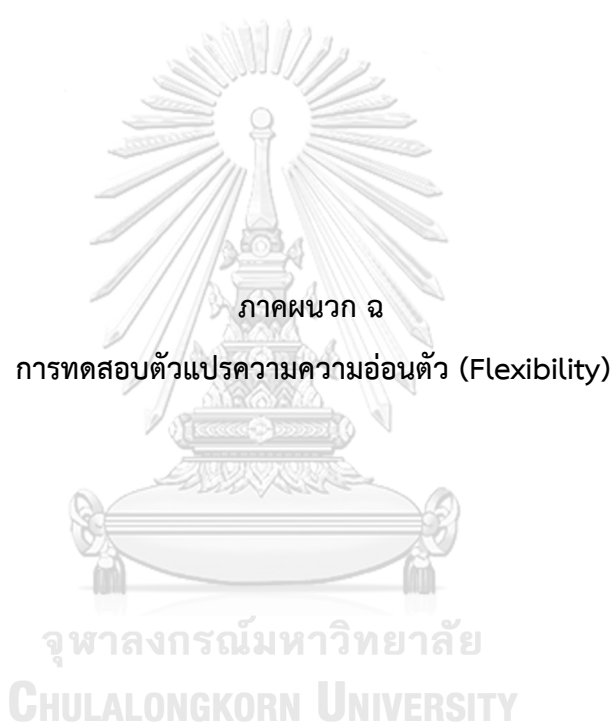 ภาคผนวก ฉ
การทดสอบตัวแปรความความอ่อนตัว (Flexibility)
จุฬาลงกรณ์มหาวิทยาลัย
CHULALONGKORN UNIVERSITY